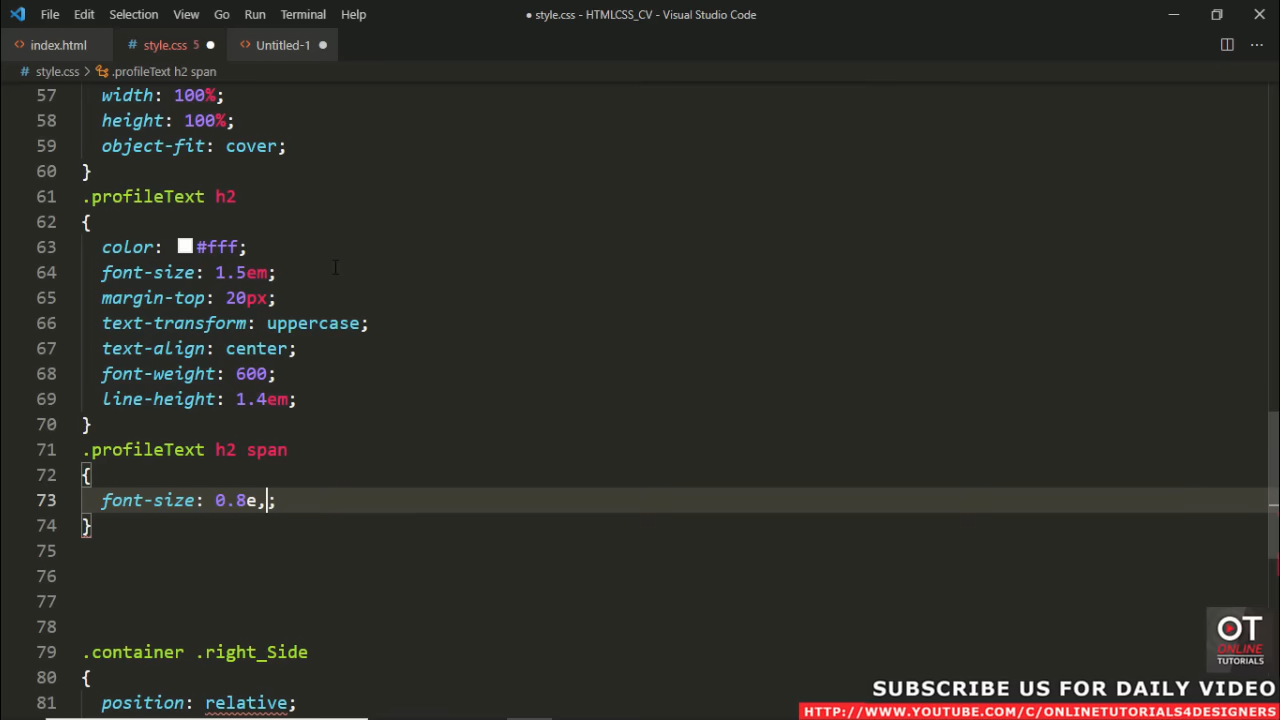 File Edit Selection View Go Run Terminal Help ● style.css - HTMLCSS_CV - Visual Studio Code
index.html # style.css 5 ● Untitled-1 ●
# style.css > .profileText h2 span
57 width: 100%;
58 height: 100%;
59 object-fit: cover;
60 }
61 .profileText h2
62 {
63 color: #fff;
64 font-size: 1.5em;
65 margin-top: 20px;
66 text-transform: uppercase;
67 text-align: center;
68 font-weight: 600;
69 line-height: 1.4em;
70 }
71 .profileText h2 span
72 {
73 font-size: 0.8e,;
74 }
75
76
77
78
79 .container .right_Side
80 {
81 position: relative;
OT
ONLINE
TUTORIALS
SUBSCRIBE US FOR DAILY VIDEO
HTTP://WWW.YOUTUBE.COM/C/ONLINETUTORIALS4DESIGNERS